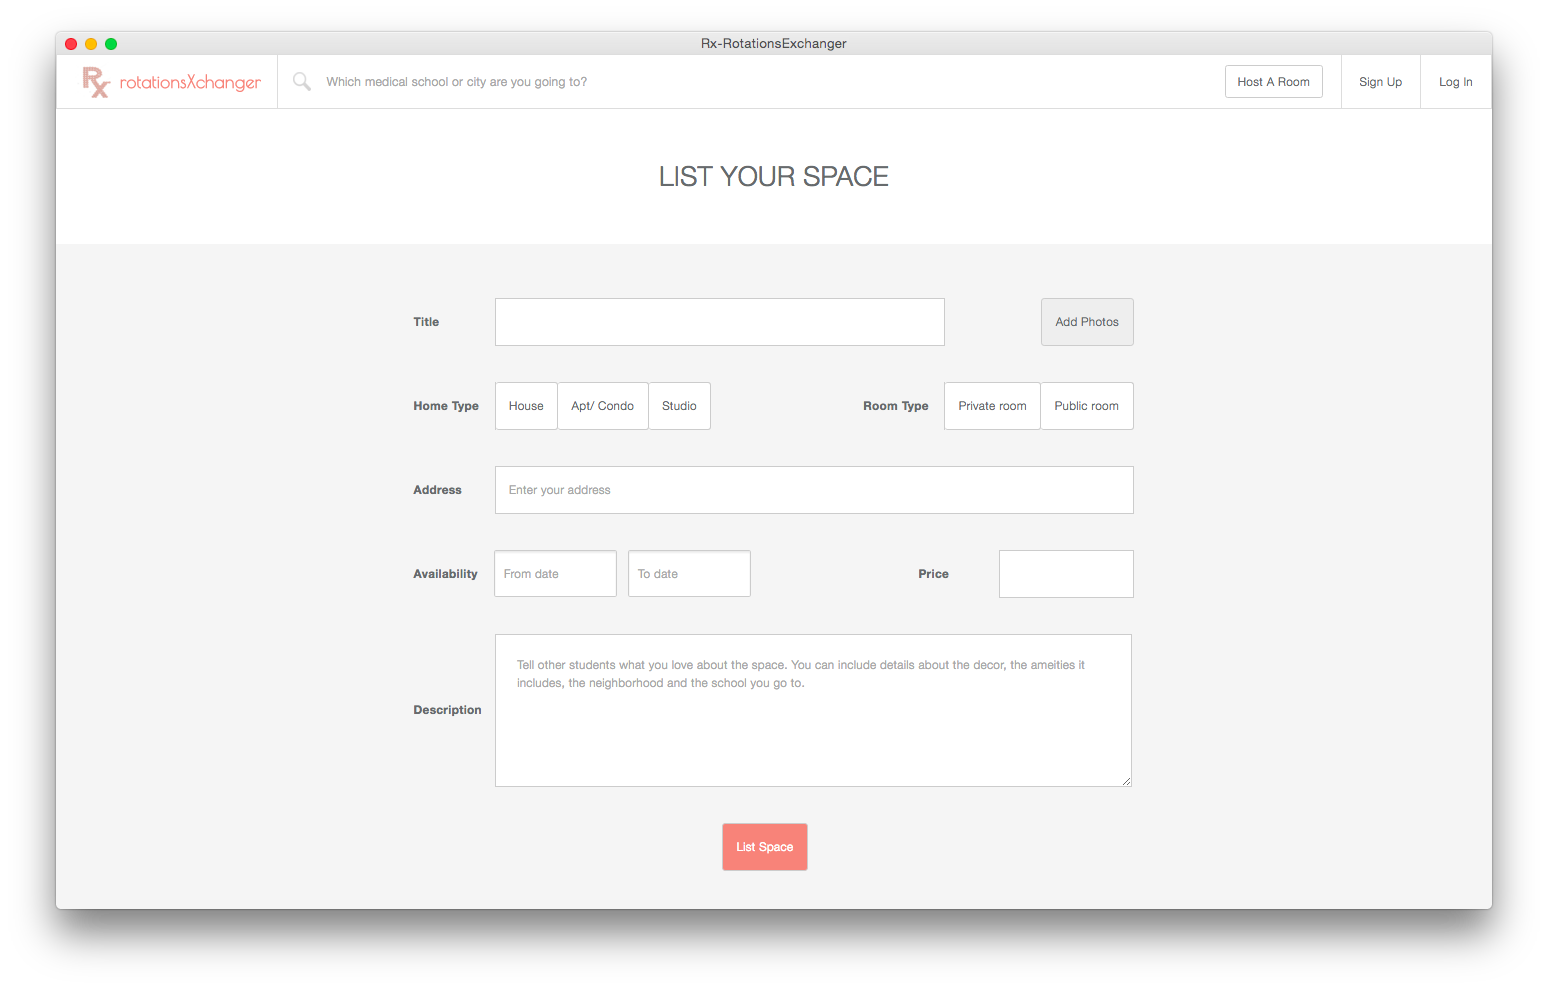 Rx-RotationsExchanger
Rx rotationsXchanger
Which medical school or city are you going to?
Host A Room
Sign Up
Log In
LIST YOUR SPACE
Title
Add Photos
Home Type
House
Apt/ Condo
Studio
Room Type
Private room
Public room
Address
Enter your address
Availability
From date
To date
Price
Description
Tell other students what you love about the space. You can include details about the decor, the ameities it
includes, the neighborhood and the school you go to.
List Space